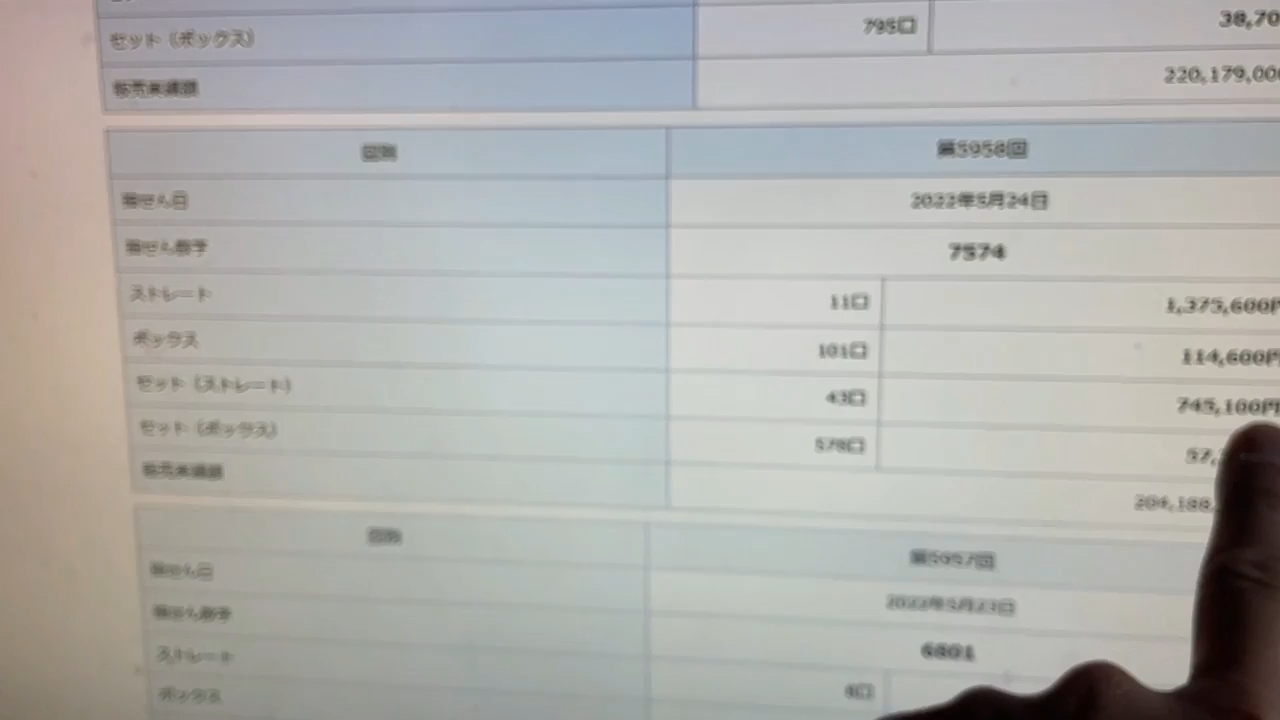 セット（ボックス） 795口 38,70
販売実績額 220,179,000
回別 第5958回
抽せん日 2022年5月24日
抽せん数字 7574
ストレート 11口 1,375,600円
ボックス 101口 114,600円
セット（ストレート） 43口 745,100円
セット（ボックス） 578口 57,
販売実績額 204,188,
回別 第5957回
抽せん日 2022年5月23日
抽せん数字 6801
ストレート
ボックス